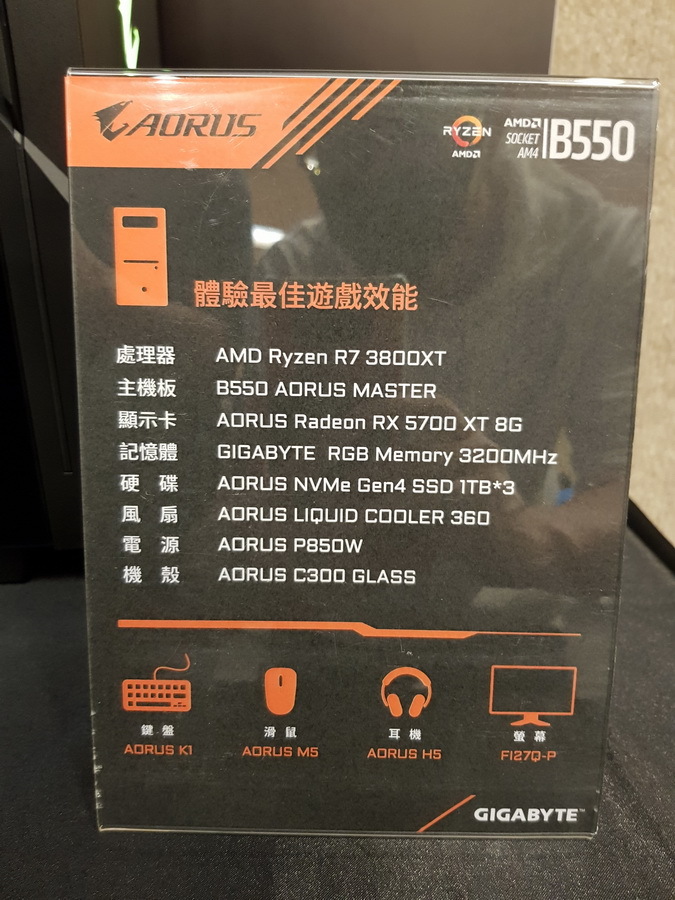 AORUS
RYZEN
AMD
AMD
SOCKET
AM4
B550
體驗最佳遊戲效能
處理器 AMD Ryzen R7 3800XT
主機板 B550 AORUS MASTER
顯示卡 AORUS Radeon RX 5700 XT 8G
記憶體 GIGABYTE RGB Memory 3200MHz
硬碟 AORUS NVMe Gen4 SSD 1TB*3
風扇 AORUS LIQUID COOLER 360
電源 AORUS P850W
機殼 AORUS C300 GLASS
鍵盤 滑鼠 耳機 螢幕
AORUS K1 AORUS M5 AORUS H5 FI27Q-P
GIGABYTE™